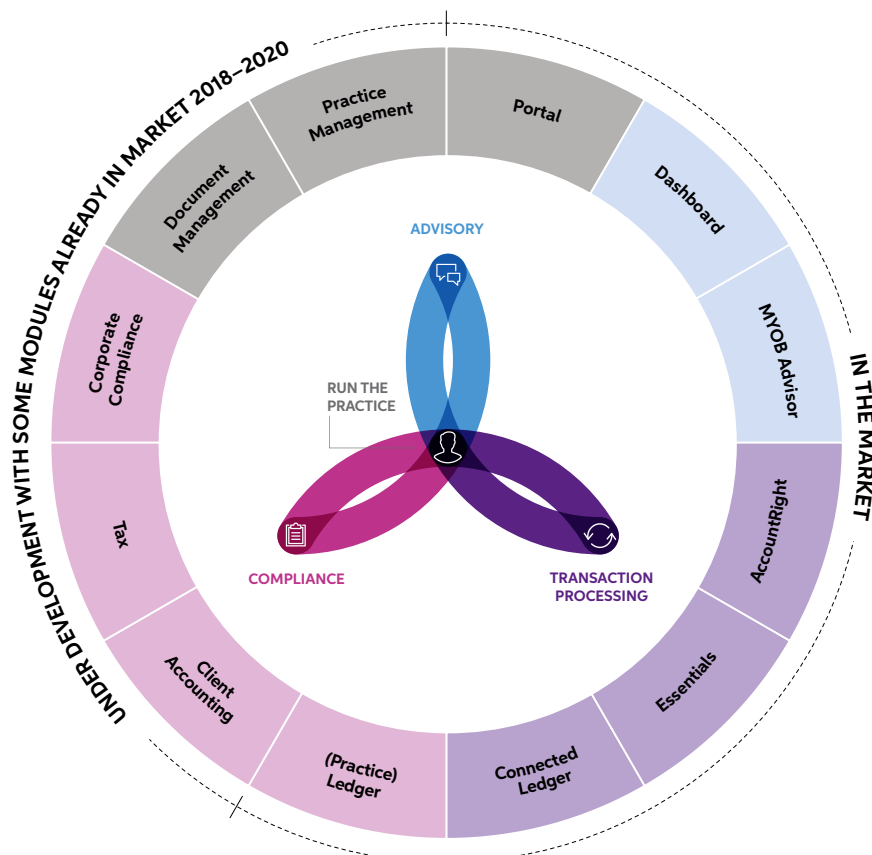 UNDER DEVELOPMENT WITH SOME MODULES ALREADY IN MARKET 2018–2020
IN THE MARKET
Portal
Dashboard
MYOB Advisor
AccountRight
Essentials
Connected
Ledger
(Practice)
Ledger
Client
Accounting
Tax
Corporate
Compliance
Document
Management
Practice
Management
ADVISORY
RUN THE
PRACTICE
COMPLIANCE
TRANSACTION
PROCESSING